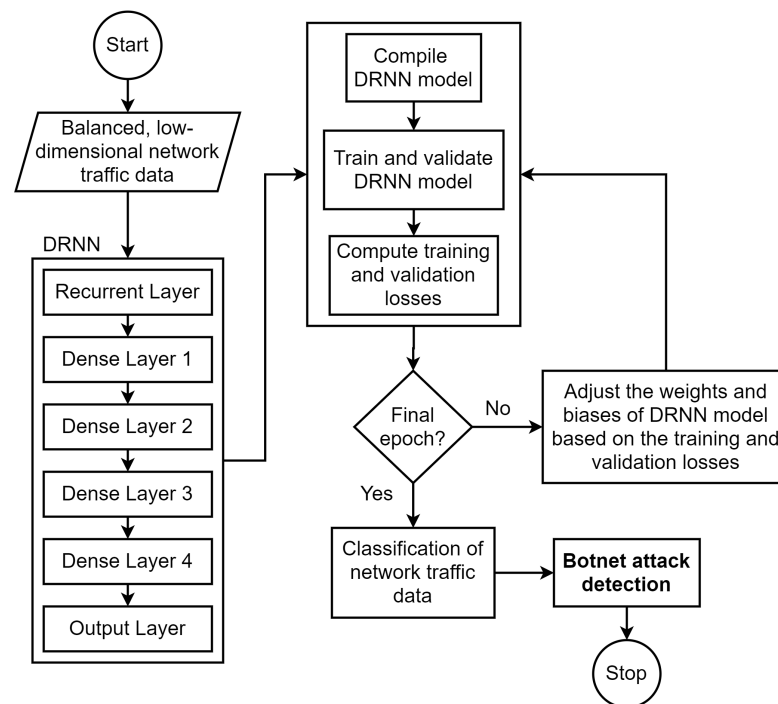 Start
Balanced, low-
dimensional network
traffic data
DRNN
Recurrent Layer
Dense Layer 1
Dense Layer 2
Dense Layer 3
Dense Layer 4
Output Layer
Compile
DRNN model
Train and validate
DRNN model
Compute training
and validation
losses
Final
epoch?
No
Adjust the weights and
biases of DRNN model
based on the training and
validation losses
Yes
Classification of
network traffic
data
Botnet attack
detection
Stop